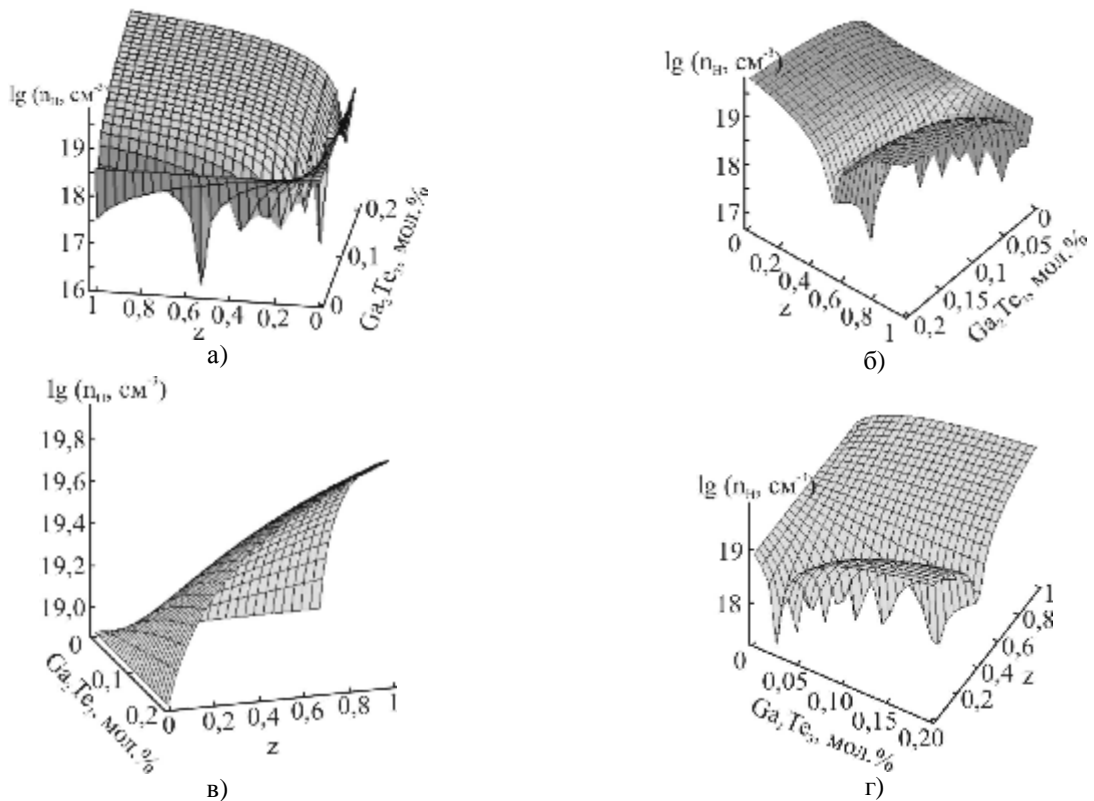 lg (nн, см⁻³)
19
18
17
16
1 0,8 0,6 0,4 0,2 0
z
0 0,1 0,2
Ga₂Te₃, мол.%
а)
lg (nн, см⁻³)
19
18
17
0 0,2 0,4 0,6 0,8 1
z
0,2 0,15 0,1 0,05 0
Ga₂Te₃, мол.%
б)
lg (nн, см⁻³)
19,8
19,6
19,4
19,2
19,0
0 0,1 0,2
Ga₂Te₃, мол.%
0 0,2 0,4 0,6 0,8 1
z
в)
lg (nн, см⁻³)
19
18
0 0,05 0,10 0,15 0,20
Ga₂Te₃, мол.%
0,2 0,4 0,6 0,8 1
z
г)